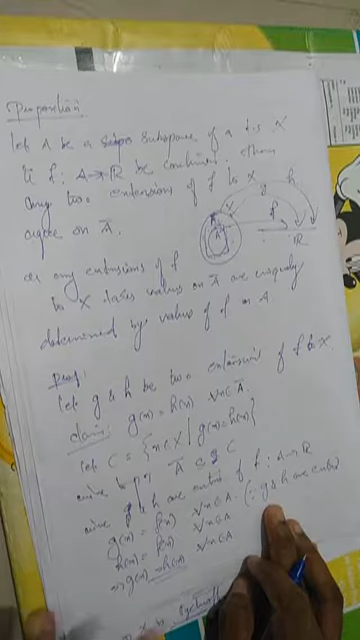 Proposition:
Let A be a subspace of a t.s X
& f: A→R be continuous. Then
any two extensions of f to X
agree on A̅.
X
A
g
h
f
R
or any extensions of f
to X takes values on A̅ are uniquely
determined by values of f on A
Proof:
Let g & h be two extensions of f to X.
Claim: g(x) = h(x) ∀x∈A̅.
Let C = {x∈X | g(x)=h(x)}
A̅ ⊆ C
since g & h are of f: A→R
g(x) = f(x) ∀x∈A. (∵ g & h are
h(x) = f(x) ∀x∈A
⇒ g(x) = h(x) ∀x∈A